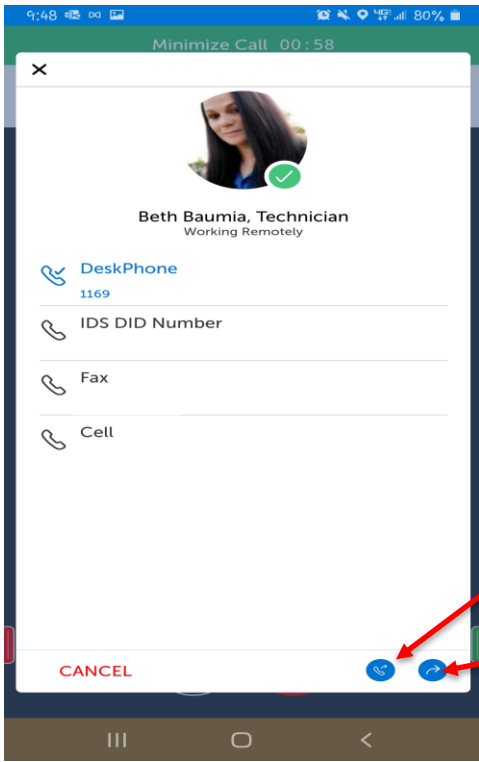 9:48 80%
Minimize Call 00:58
Beth Baumia, Technician
Working Remotely
DeskPhone
1169
IDS DID Number
Fax
Cell
CANCEL